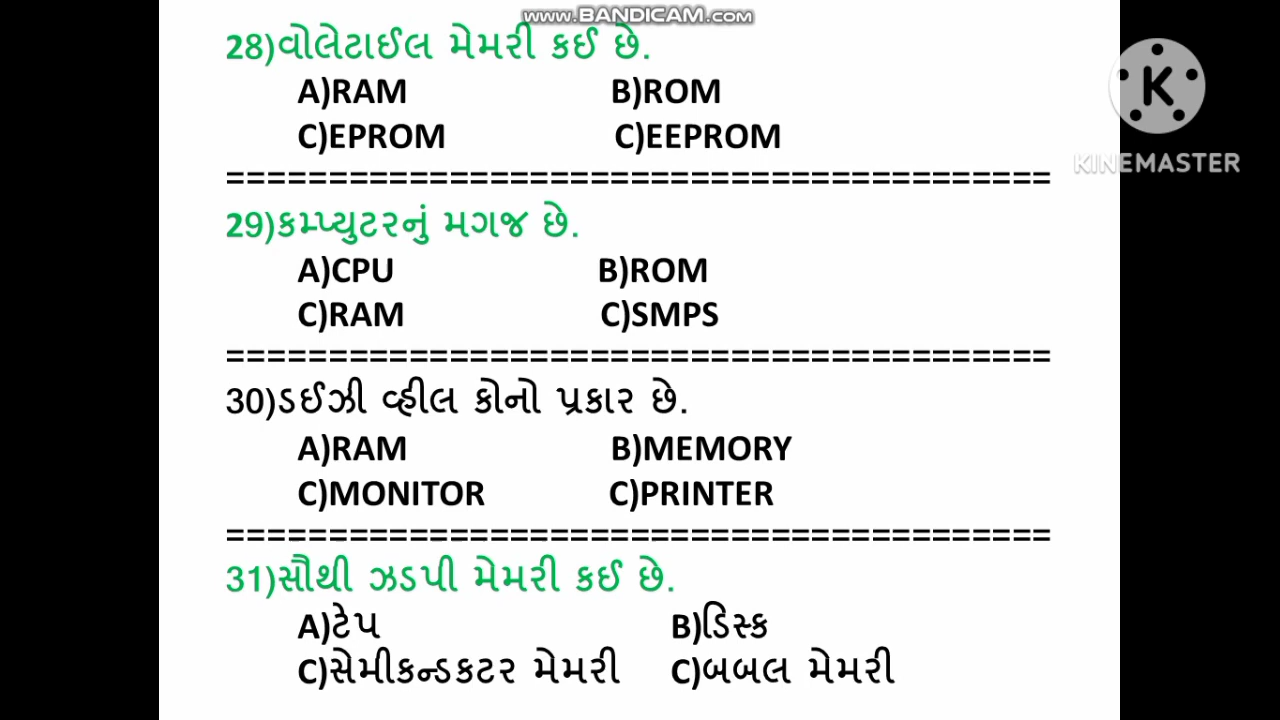 www.BANDICAM.com
28)વોલેટાઈલ મેમરી કઈ છે.
A)RAM B)ROM
C)EPROM C)EEPROM
=========================================
29)કમ્પ્યુટરનું મગજ છે.
A)CPU B)ROM
C)RAM C)SMPS
=========================================
30)ડઈઝી વ્હીલ કોનો પ્રકાર છે.
A)RAM B)MEMORY
C)MONITOR C)PRINTER
=========================================
31)સૌથી ઝડપી મેમરી કઈ છે.
A)ટેપ B)ડિસ્ક
C)સેમીકન્ડકટર મેમરી C)બબલ મેમરી
K
KINEMASTER